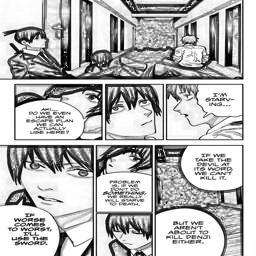 I'M
STARV-
ING...
AKI...
DO WE EVEN
HAVE AN
ESCAPE PLAN
WE CAN
ACTUALLY
USE HERE?
IF WE
TAKE THE
DEVIL AT
ITS WORD,
WE CAN'T
KILL IT.
PROBLEM
IS, IF WE
DON'T DO
SOMETHING,
WE REALLY
WILL STARVE
TO DEATH.
IF
WORSE
COMES
TO WORST,
I'LL
USE THE
SWORD.
BUT WE
AREN'T
ABOUT TO
KILL DENJI
EITHER.